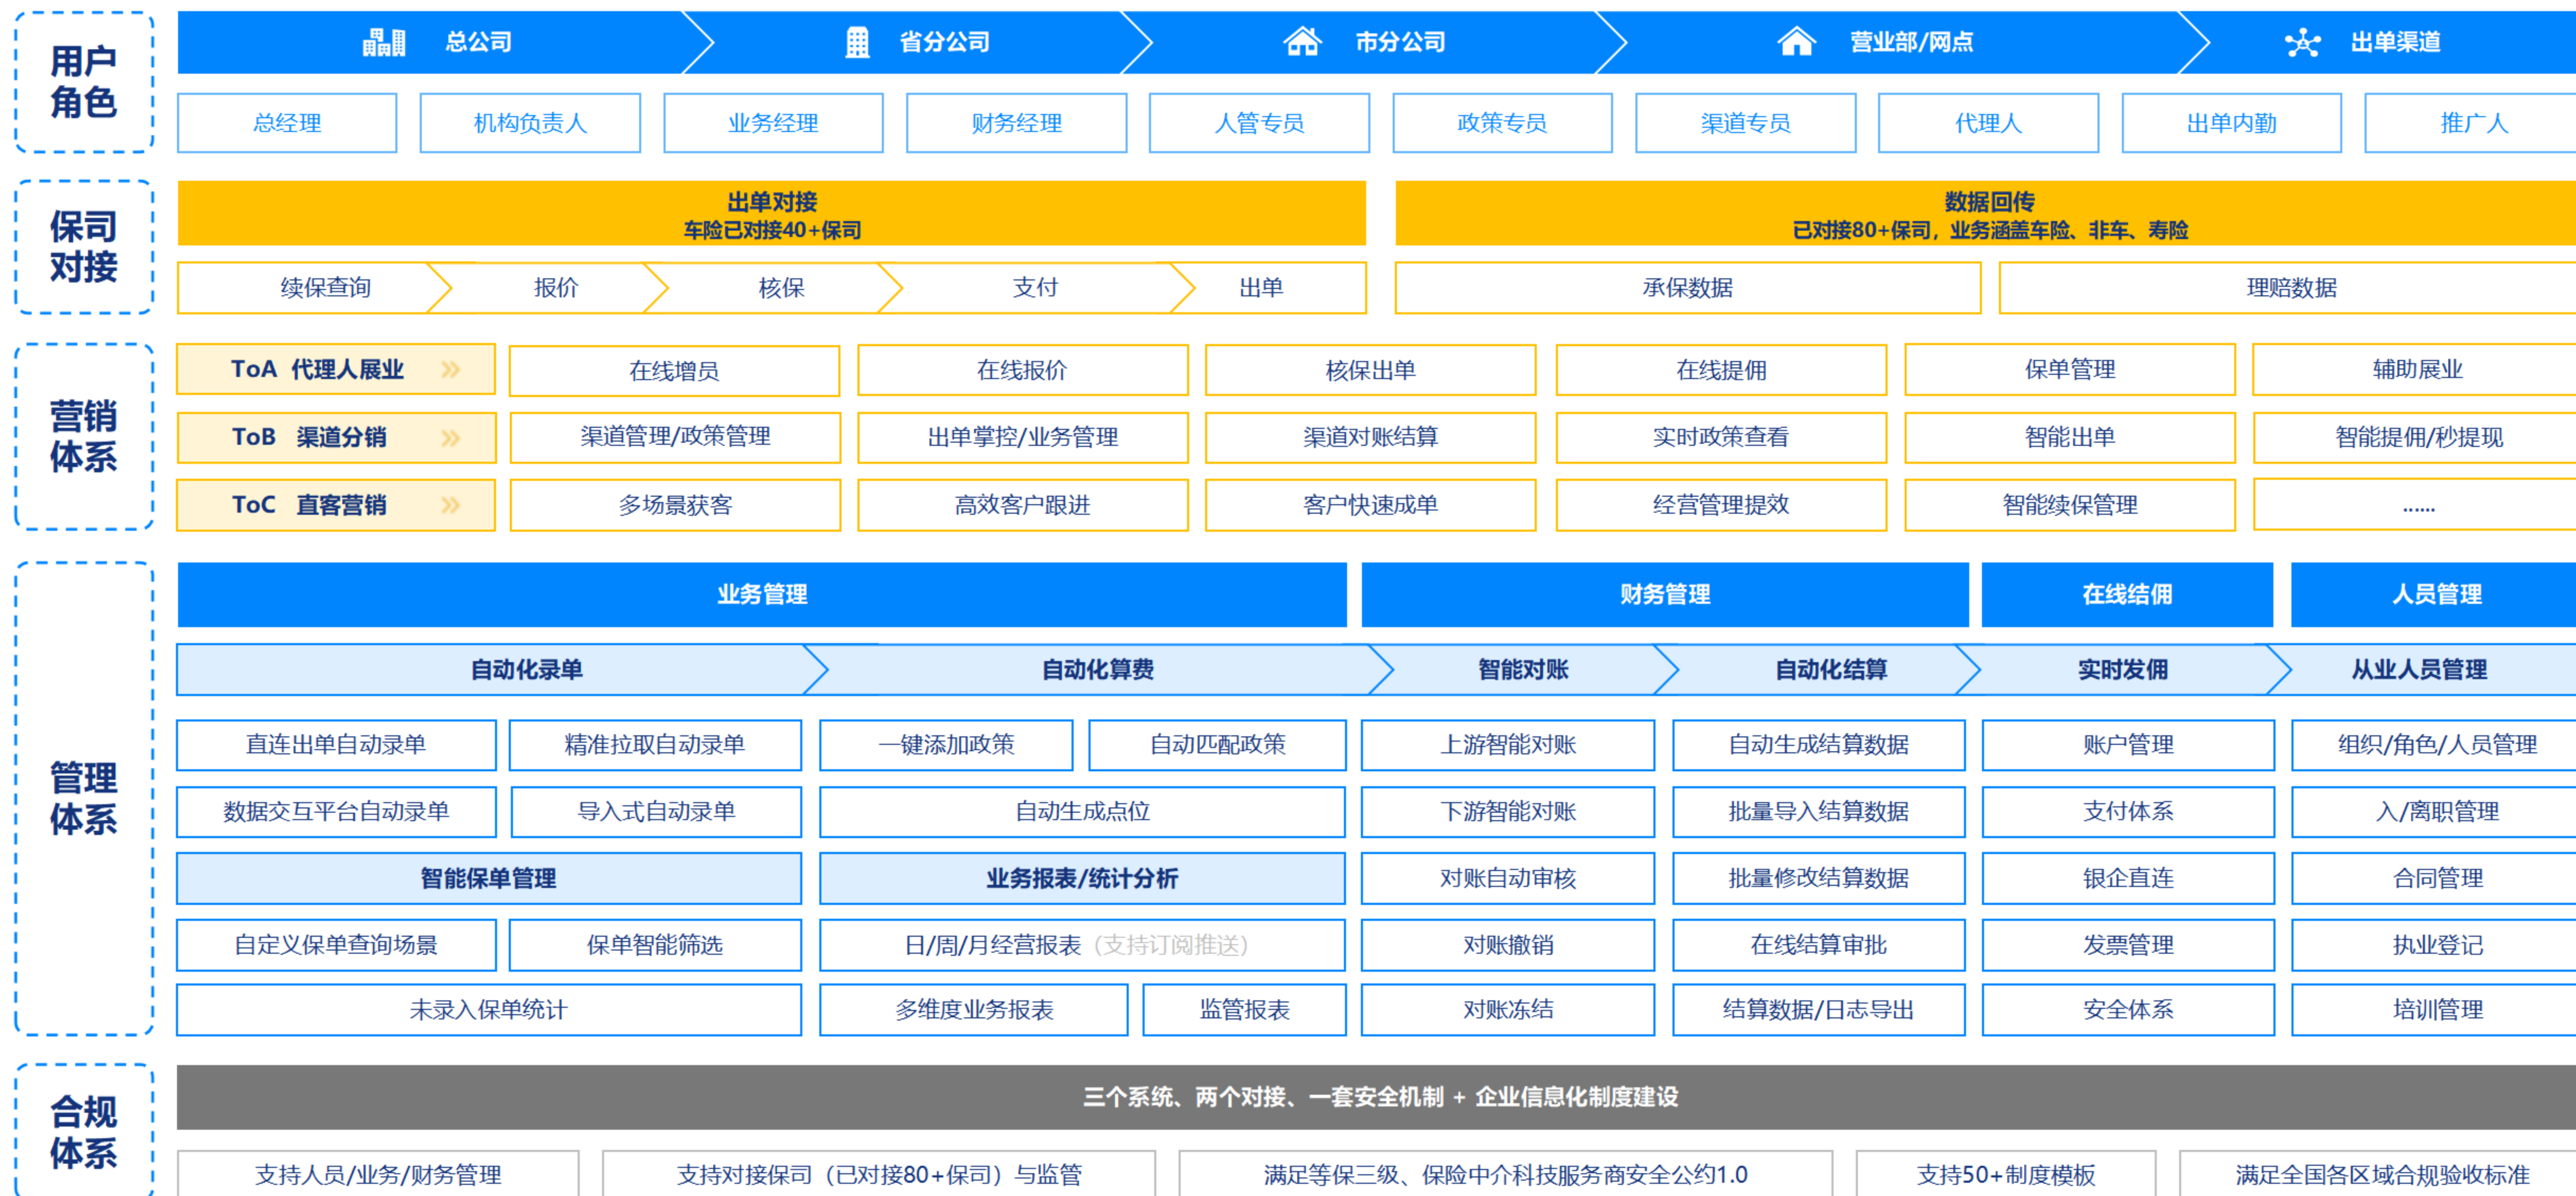 用户
角色
总公司
省分公司
市分公司
营业部/网点
出单渠道
总经理
机构负责人
业务经理
财务经理
人管专员
政策专员
渠道专员
代理人
出单内勤
推广人
保司
对接
出单对接
车险已对接40+保司
数据回传
已对接80+保司，业务涵盖车险、非车、寿险
续保查询
报价
核保
支付
出单
承保数据
理赔数据
营销
体系
ToA 代理人展业
在线增员
在线报价
核保出单
在线提佣
保单管理
辅助展业
ToB 渠道分销
渠道管理/政策管理
出单掌控/业务管理
渠道对账结算
实时政策查看
智能出单
智能提佣/秒提现
ToC 直客营销
多场景获客
高效客户跟进
客户快速成单
经营管理提效
智能续保管理
......
管理
体系
业务管理
财务管理
在线结佣
人员管理
自动化录单
自动化算费
智能对账
自动化结算
实时发佣
从业人员管理
直连出单自动录单
精准拉取自动录单
一键添加政策
自动匹配政策
上游智能对账
自动生成结算数据
账户管理
组织/角色/人员管理
数据交互平台自动录单
导入式自动录单
自动生成点位
下游智能对账
批量导入结算数据
支付体系
入/离职管理
智能保单管理
业务报表/统计分析
对账自动审核
批量修改结算数据
银企直连
合同管理
自定义保单查询场景
保单智能筛选
日/周/月经营报表（支持订阅推送）
对账撤销
在线结算审批
发票管理
执业登记
未录入保单统计
多维度业务报表
监管报表
对账冻结
结算数据/日志导出
安全体系
培训管理
合规
体系
三个系统、两个对接、一套安全机制 + 企业信息化制度建设
支持人员/业务/财务管理
支持对接保司（已对接80+保司）与监管
满足等保三级、保险中介科技服务商安全公约1.0
支持50+制度模板
满足全国各区域合规验收标准